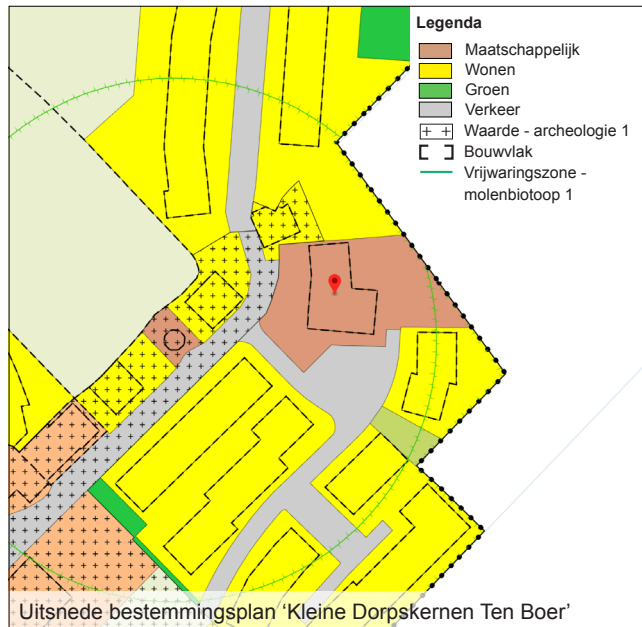 Legenda
Maatschappelijk
Wonen
Groen
Verkeer
Waarde - archeologie 1
Bouwvlak
Vrijwaringszone -
molenbiotoop 1
Uitsnede bestemmingsplan 'Kleine Dorpskernen Ten Boer'